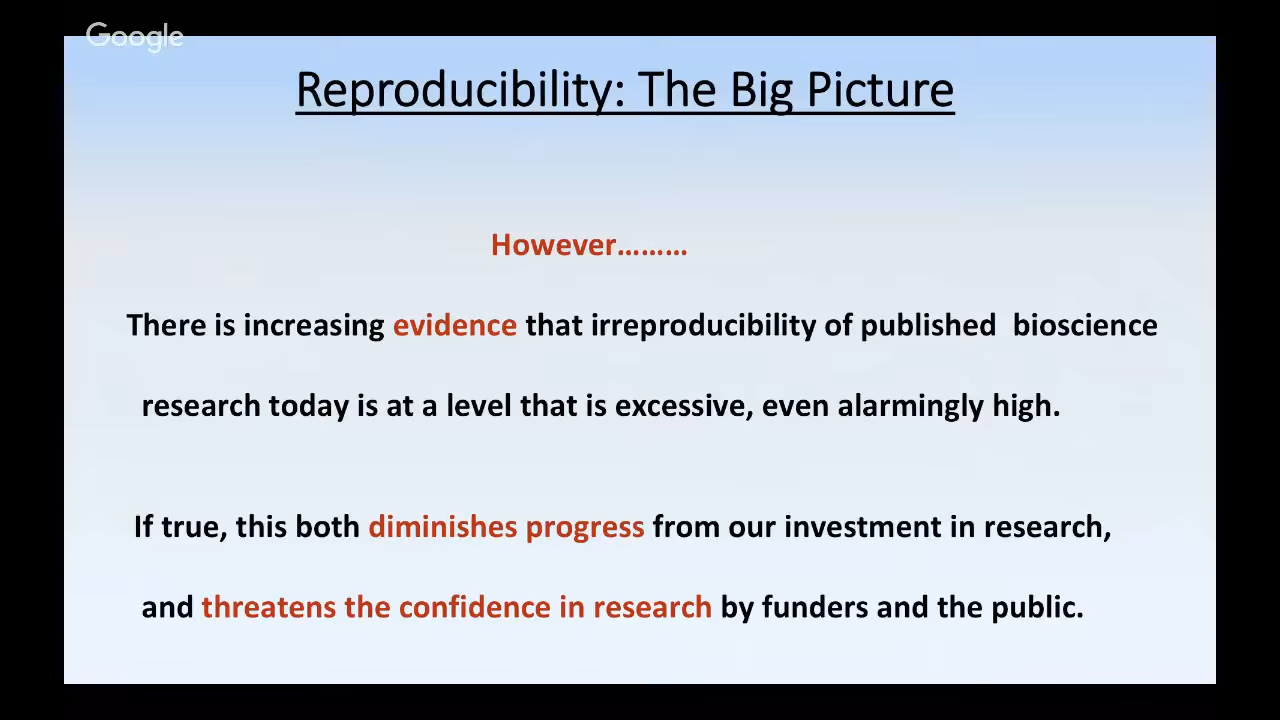 Google
Reproducibility: The Big Picture
However………
There is increasing evidence that irreproducibility of published bioscience
research today is at a level that is excessive, even alarmingly high.
If true, this both diminishes progress from our investment in research,
and threatens the confidence in research by funders and the public.